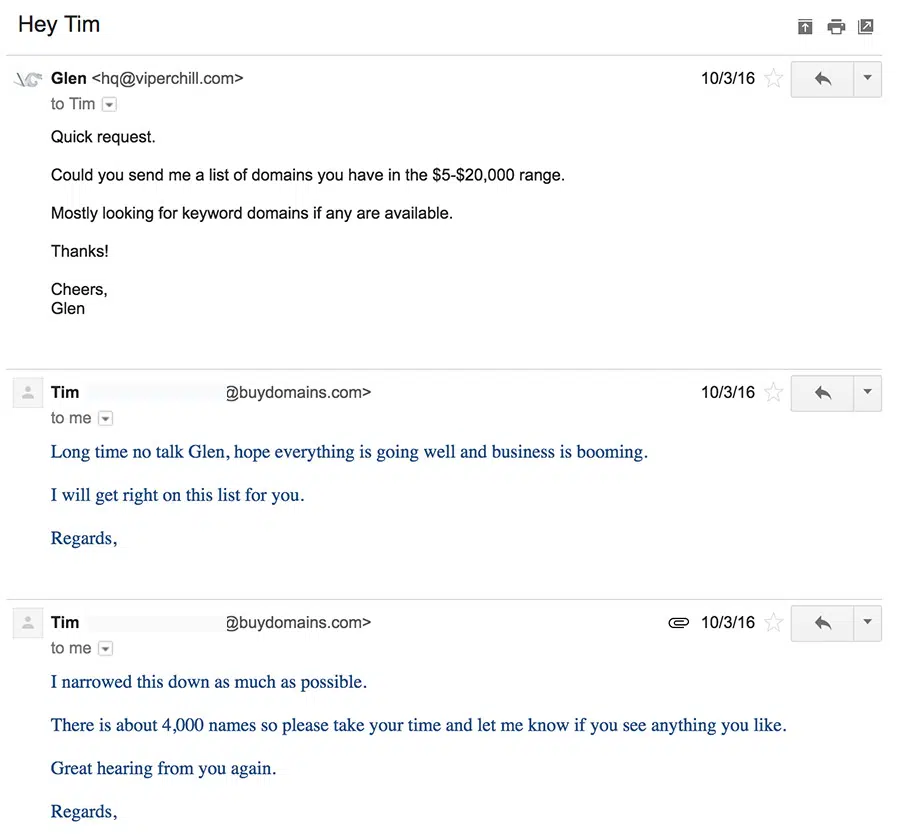 Hey Tim
Glen <hq@viperchill.com> 10/3/16
to Tim
Quick request.
Could you send me a list of domains you have in the $5-$20,000 range.
Mostly looking for keyword domains if any are available.
Thanks!
Cheers,
Glen
Tim @buydomains.com> 10/3/16
to me
Long time no talk Glen, hope everything is going well and business is booming.
I will get right on this list for you.
Regards,
Tim @buydomains.com> 10/3/16
to me
I narrowed this down as much as possible.
There is about 4,000 names so please take your time and let me know if you see anything you like.
Great hearing from you again.
Regards,